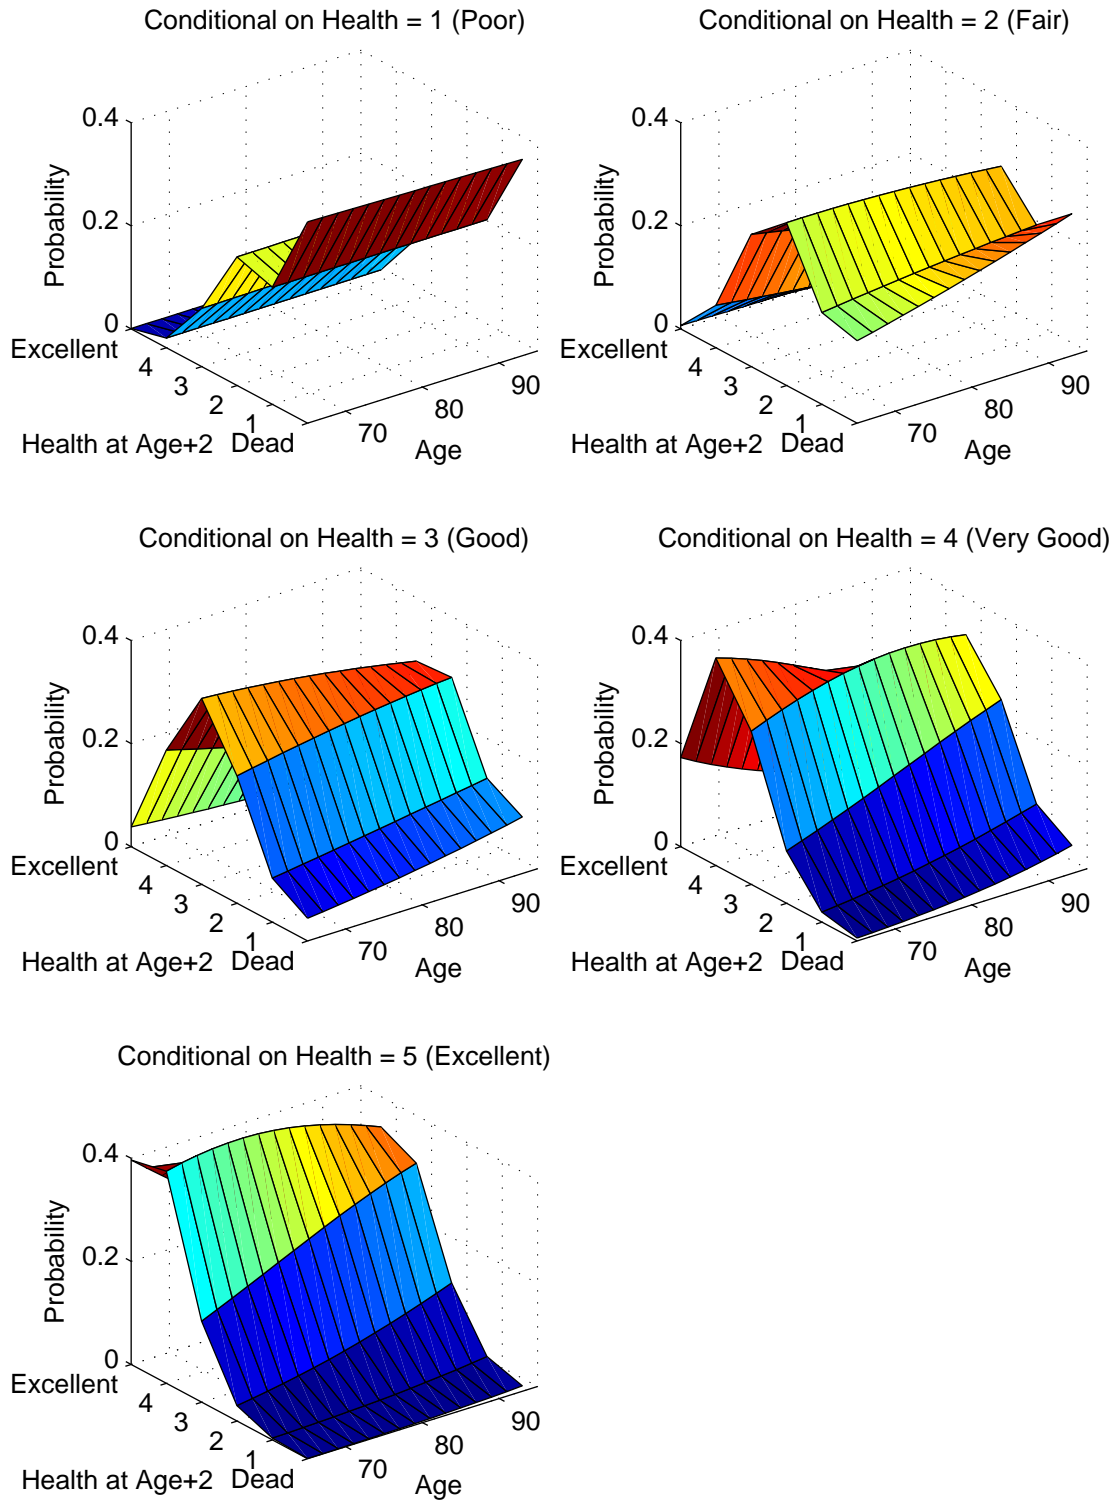 Conditional on Health = 1 (Poor)
0.4
0.2
0
Probability
Excellent
4
3
2
1
Dead
Health at Age+2
70
80
90
Age
Conditional on Health = 2 (Fair)
0.4
0.2
0
Probability
Excellent
4
3
2
1
Dead
Health at Age+2
70
80
90
Age
Conditional on Health = 3 (Good)
0.4
0.2
0
Probability
Excellent
4
3
2
1
Dead
Health at Age+2
70
80
90
Age
Conditional on Health = 4 (Very Good)
0.4
0.2
0
Probability
Excellent
4
3
2
1
Dead
Health at Age+2
70
80
90
Age
Conditional on Health = 5 (Excellent)
0.4
0.2
0
Probability
Excellent
4
3
2
1
Dead
Health at Age+2
70
80
90
Age